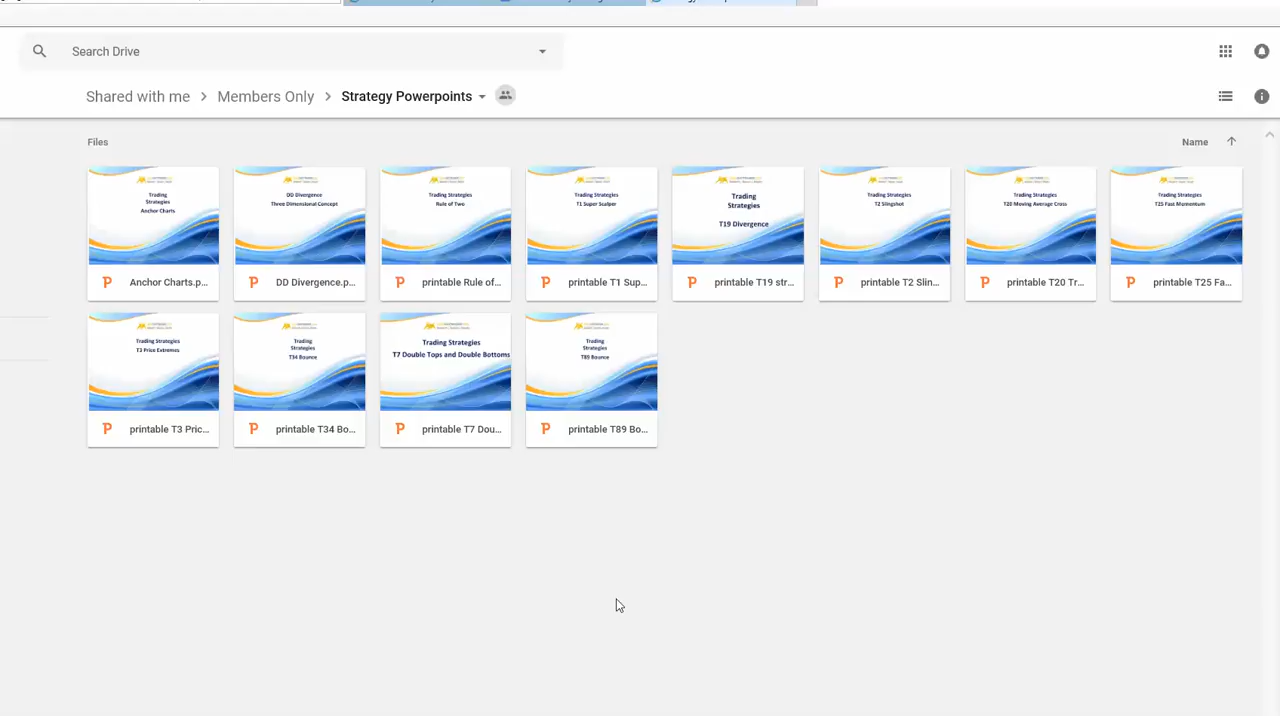 Search Drive
Shared with me > Members Only > Strategy Powerpoints
Files
Name
Trading
Strategies
Anchor Charts
Anchor Charts.p...
DD Divergence
Three Dimensional Concept
DD Divergence.p...
Trading Strategies
Rule of Two
printable Rule of...
Trading Strategies
T1 Super Scalper
printable T1 Sup...
Trading
Strategies
T19 Divergence
printable T19 str...
Trading Strategies
T2 Slingshot
printable T2 Slin...
Trading Strategies
T20 Moving Average Cross
printable T20 Tr...
Trading Strategies
T25 Fast Momentum
printable T25 Fa...
Trading Strategies
T3 Price Extremes
printable T3 Pric...
Trading
Strategies
T34 Bounce
printable T34 Bo...
Trading Strategies
T7 Double Tops and Double Bottoms
printable T7 Dou...
Trading
Strategies
T89 Bounce
printable T89 Bo...